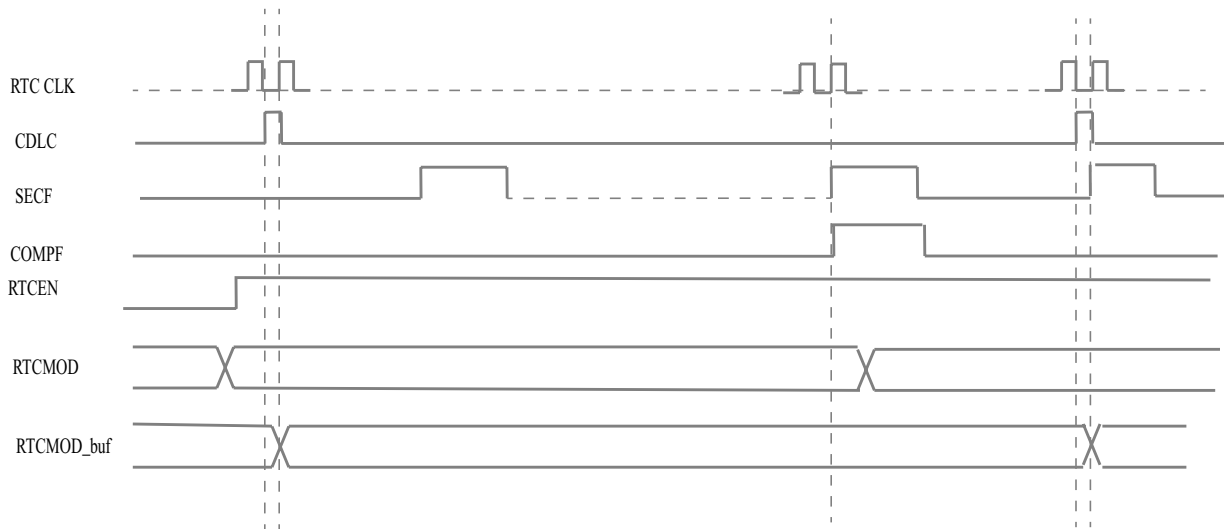 RTC CLK
CDLC
SECF
COMPF
RTCEN
RTCMOD
RTCMOD_buf